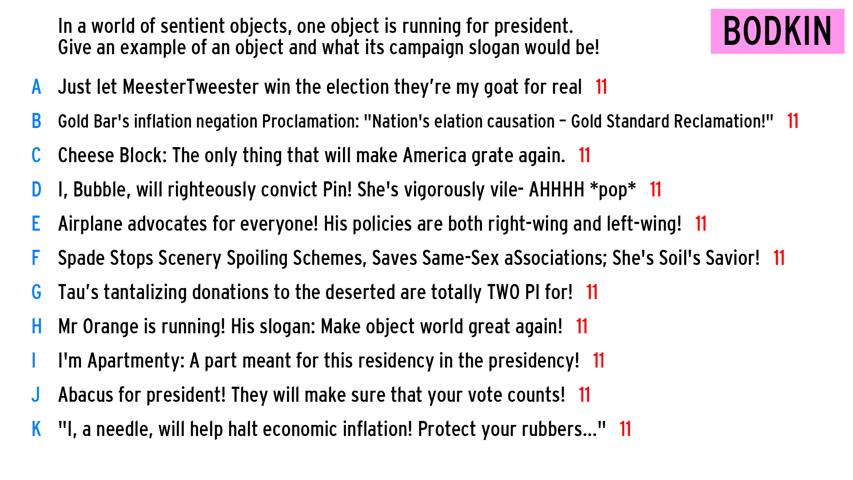 In a world of sentient objects, one object is running for president.
Give an example of an object and what its campaign slogan would be!
BODKIN
A Just let MeesterTweester win the election they're my goat for real 11
B Gold Bar's inflation negation Proclamation: "Nation's elation causation – Gold Standard Reclamation!" 11
C Cheese Block: The only thing that will make America grate again. 11
D I, Bubble, will righteously convict Pin! She's vigorously vile- AHHHH *pop* 11
E Airplane advocates for everyone! His policies are both right-wing and left-wing! 11
F Spade Stops Scenery Spoiling Schemes, Saves Same-Sex aSsociations; She's Soil's Savior! 11
G Tau's tantalizing donations to the deserted are totally TWO PI for! 11
H Mr Orange is running! His slogan: Make object world great again! 11
I I'm Apartmenty: A part meant for this residency in the presidency! 11
J Abacus for president! They will make sure that your vote counts! 11
K "I, a needle, will help halt economic inflation! Protect your rubbers..." 11